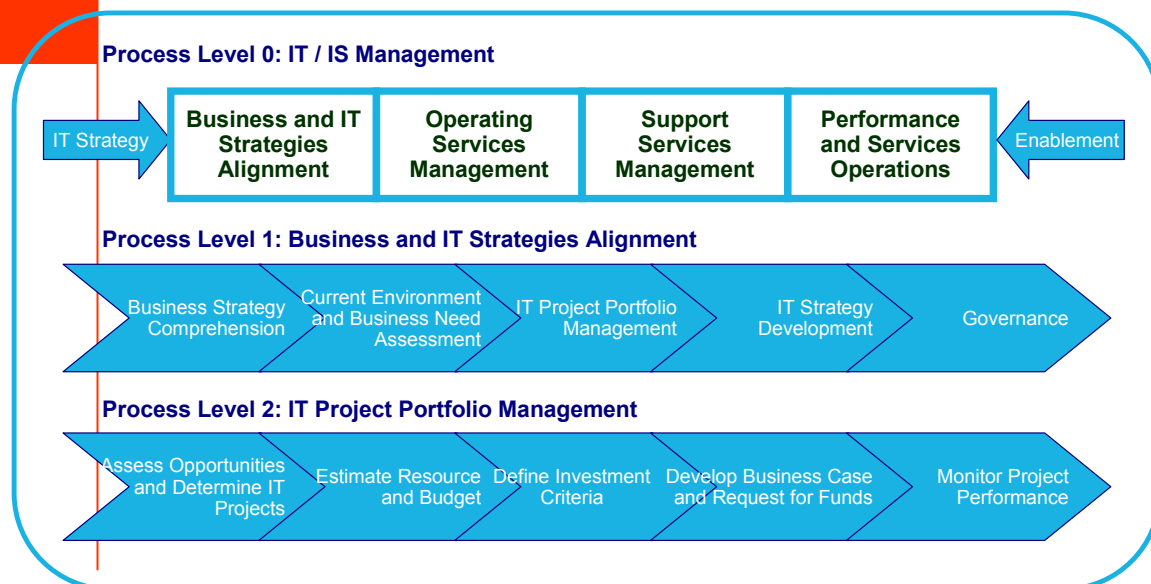 Process Level 0: IT / IS Management
IT Strategy
Business and IT
Strategies
Alignment
Operating
Services
Management
Support
Services
Management
Performance
and Services
Operations
Enablement
Process Level 1: Business and IT Strategies Alignment
Business Strategy
Comprehension
Current Environment
and Business Need
Assessment
IT Project Portfolio
Management
IT Strategy
Development
Governance
Process Level 2: IT Project Portfolio Management
Assess Opportunities
and Determine IT
Projects
Estimate Resource
and Budget
Define Investment
Criteria
Develop Business Case
and Request for Funds
Monitor Project
Performance